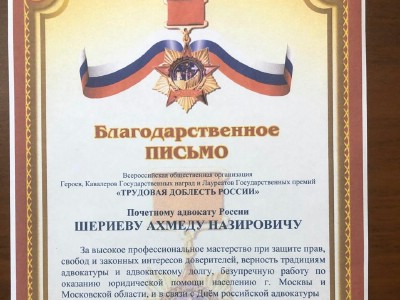 Благодарственное
ПИСЬМО
Всероссийская общественная организация
Героев, Кавалеров Государственных наград и Лауреатов Государственных премий
«ТРУДОВАЯ ДОБЛЕСТЬ РОССИИ»
Почетному адвокату России
ШЕРИЕВУ АХМЕДУ НАЗИРОВИЧУ
За высокое профессиональное мастерство при защите прав,
свобод и законных интересов доверителей, верность традициям
адвокатуры и адвокатскому долгу, безупречную работу по
оказанию юридической помощи населению г. Москвы и
Московской области, и в связи с Днём российской адвокатуры